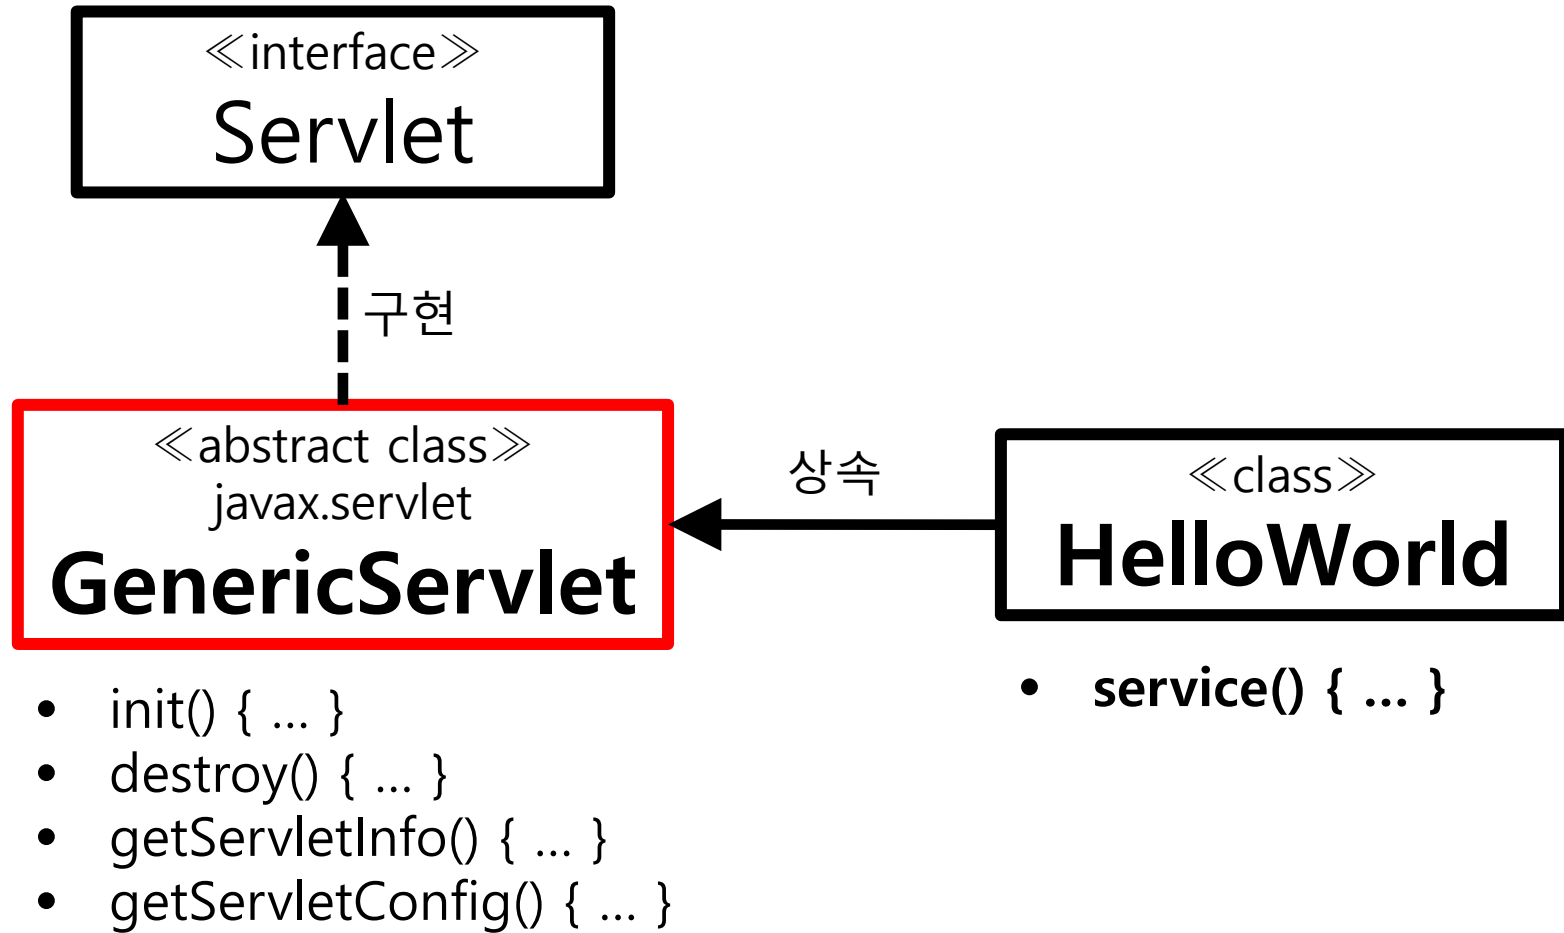 ≪interface≫
Servlet
구현
≪abstract class≫
javax.servlet
GenericServlet
상속
≪class≫
HelloWorld
• init() { ... }
• destroy() { ... }
• getServletInfo() { ... }
• getServletConfig() { ... }
• service() { ... }